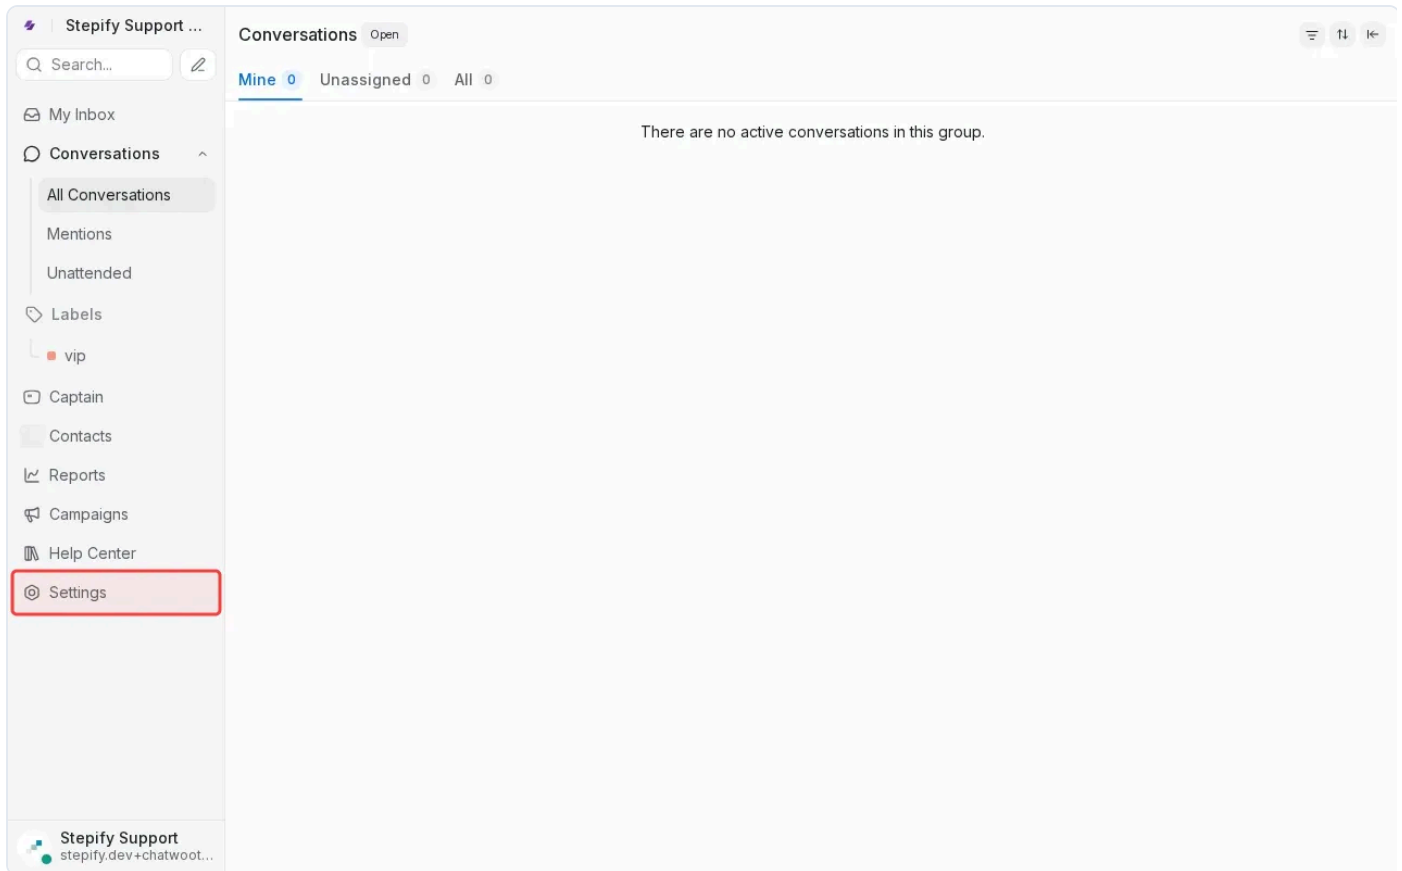 Stepify Support ...
Search...
My Inbox
Conversations
All Conversations
Mentions
Unattended
Labels
vip
Captain
Contacts
Reports
Campaigns
Help Center
Settings
Stepify Support
stepify.dev+chatwoot...
Conversations Open
Mine 0 Unassigned 0 All 0
There are no active conversations in this group.